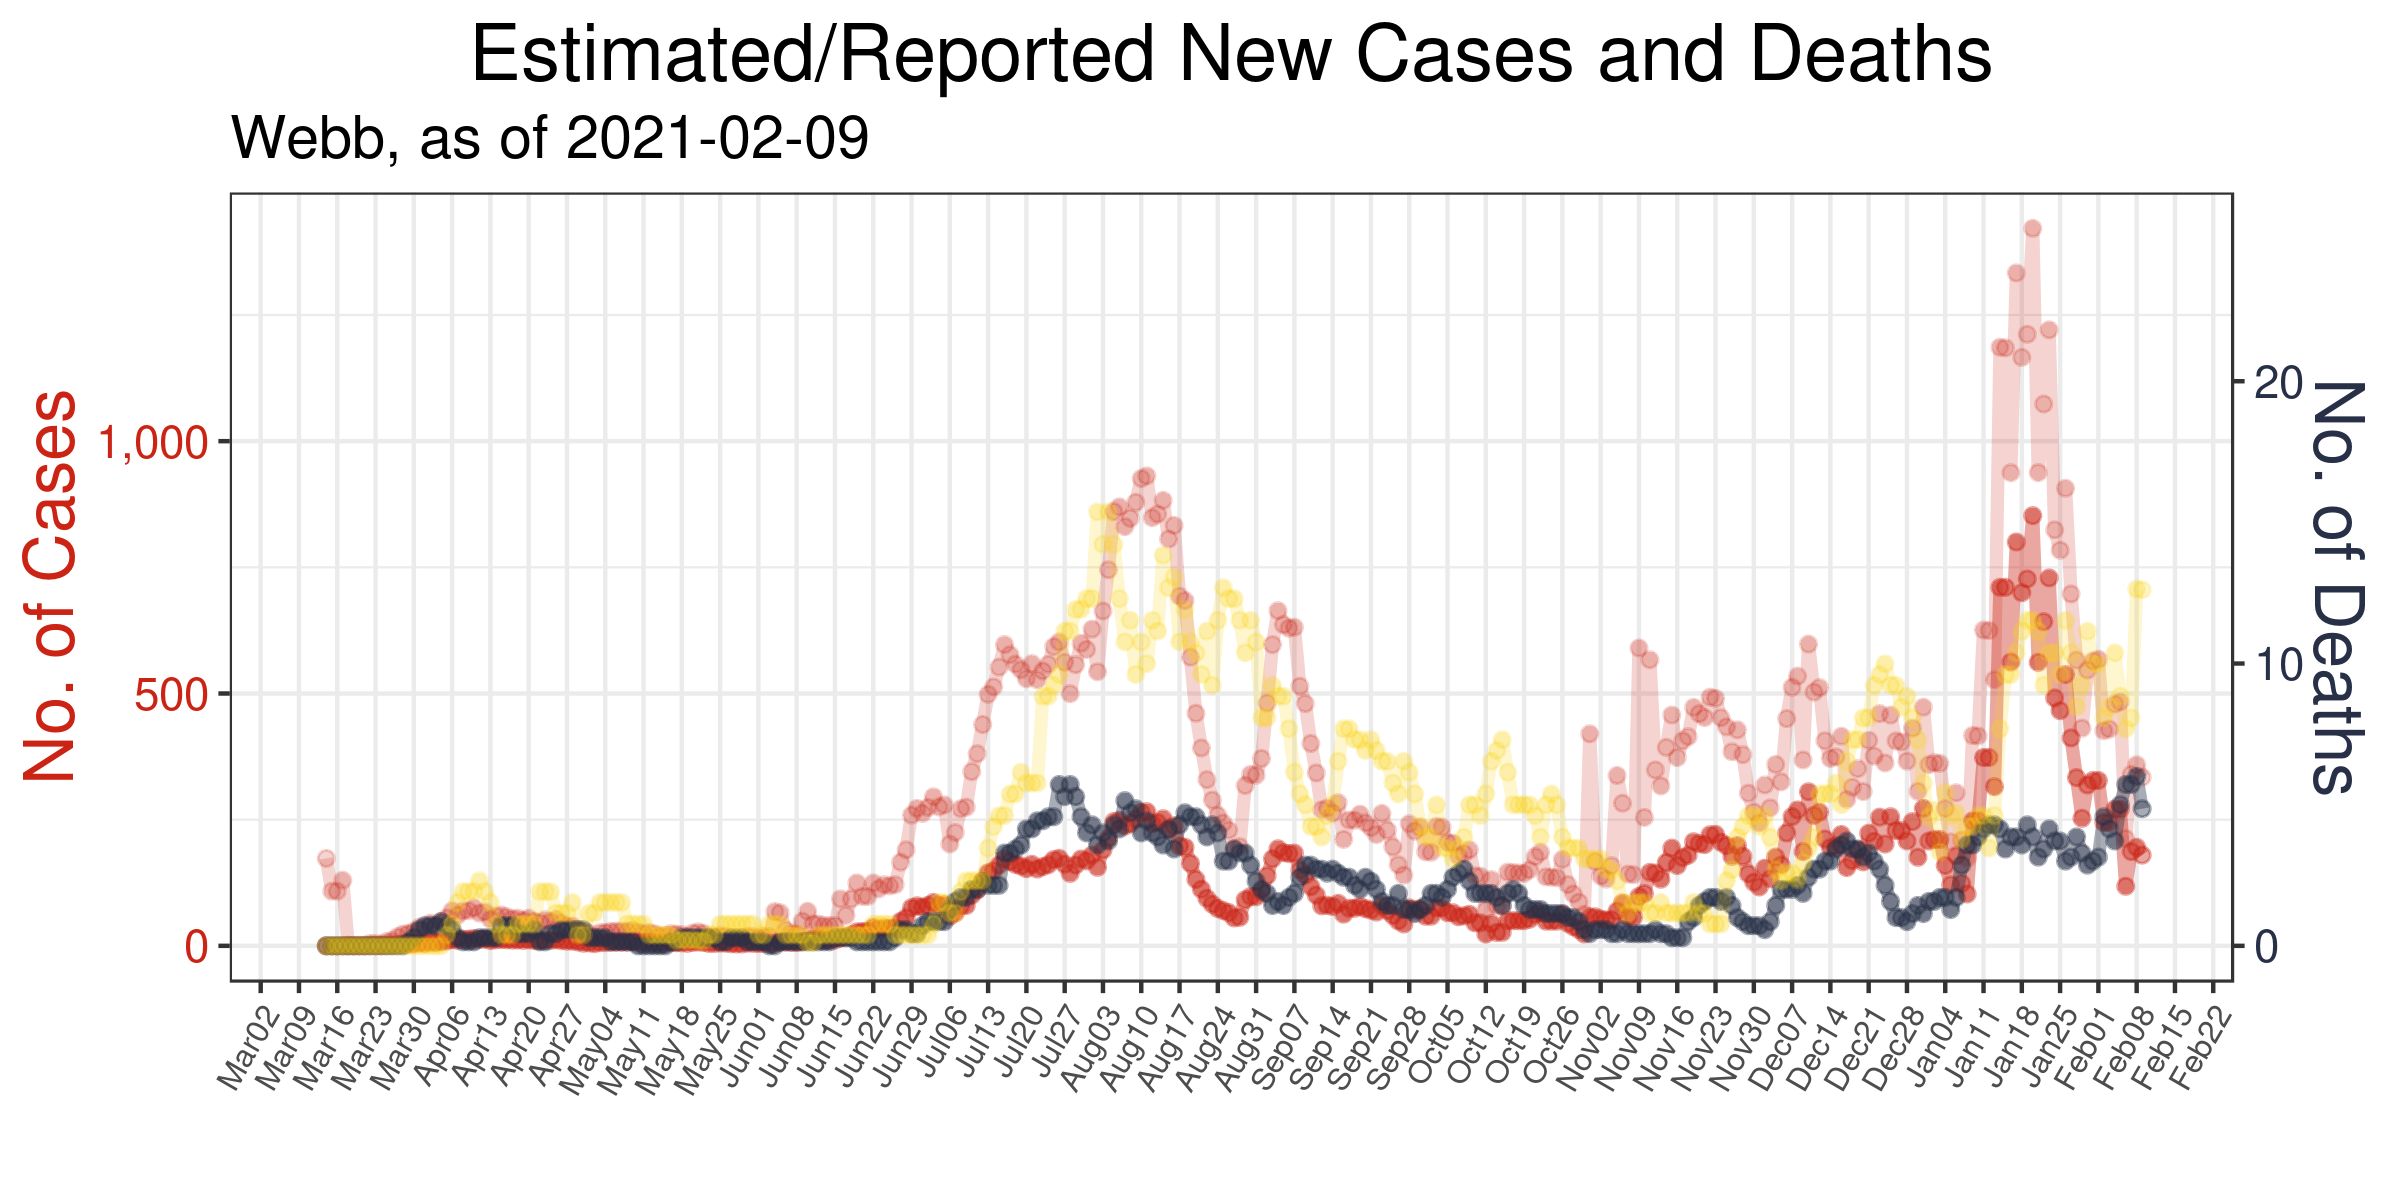 Estimated/Reported New Cases and Deaths
Webb, as of 2021-02-09
No. of Cases
1,000
500
0
20
10
0
No. of Deaths
Mar02
Mar09
Mar16
Mar23
Mar30
Apr06
Apr13
Apr20
Apr27
May04
May11
May18
May25
Jun01
Jun08
Jun15
Jun22
Jun29
Jul06
Jul13
Jul20
Jul27
Aug03
Aug10
Aug17
Aug24
Aug31
Sep07
Sep14
Sep21
Sep28
Oct05
Oct12
Oct19
Oct26
Nov02
Nov09
Nov16
Nov23
Nov30
Dec07
Dec14
Dec21
Dec28
Dec04
Jan11
Jan18
Jan25
Feb01
Feb08
Feb15
Feb22